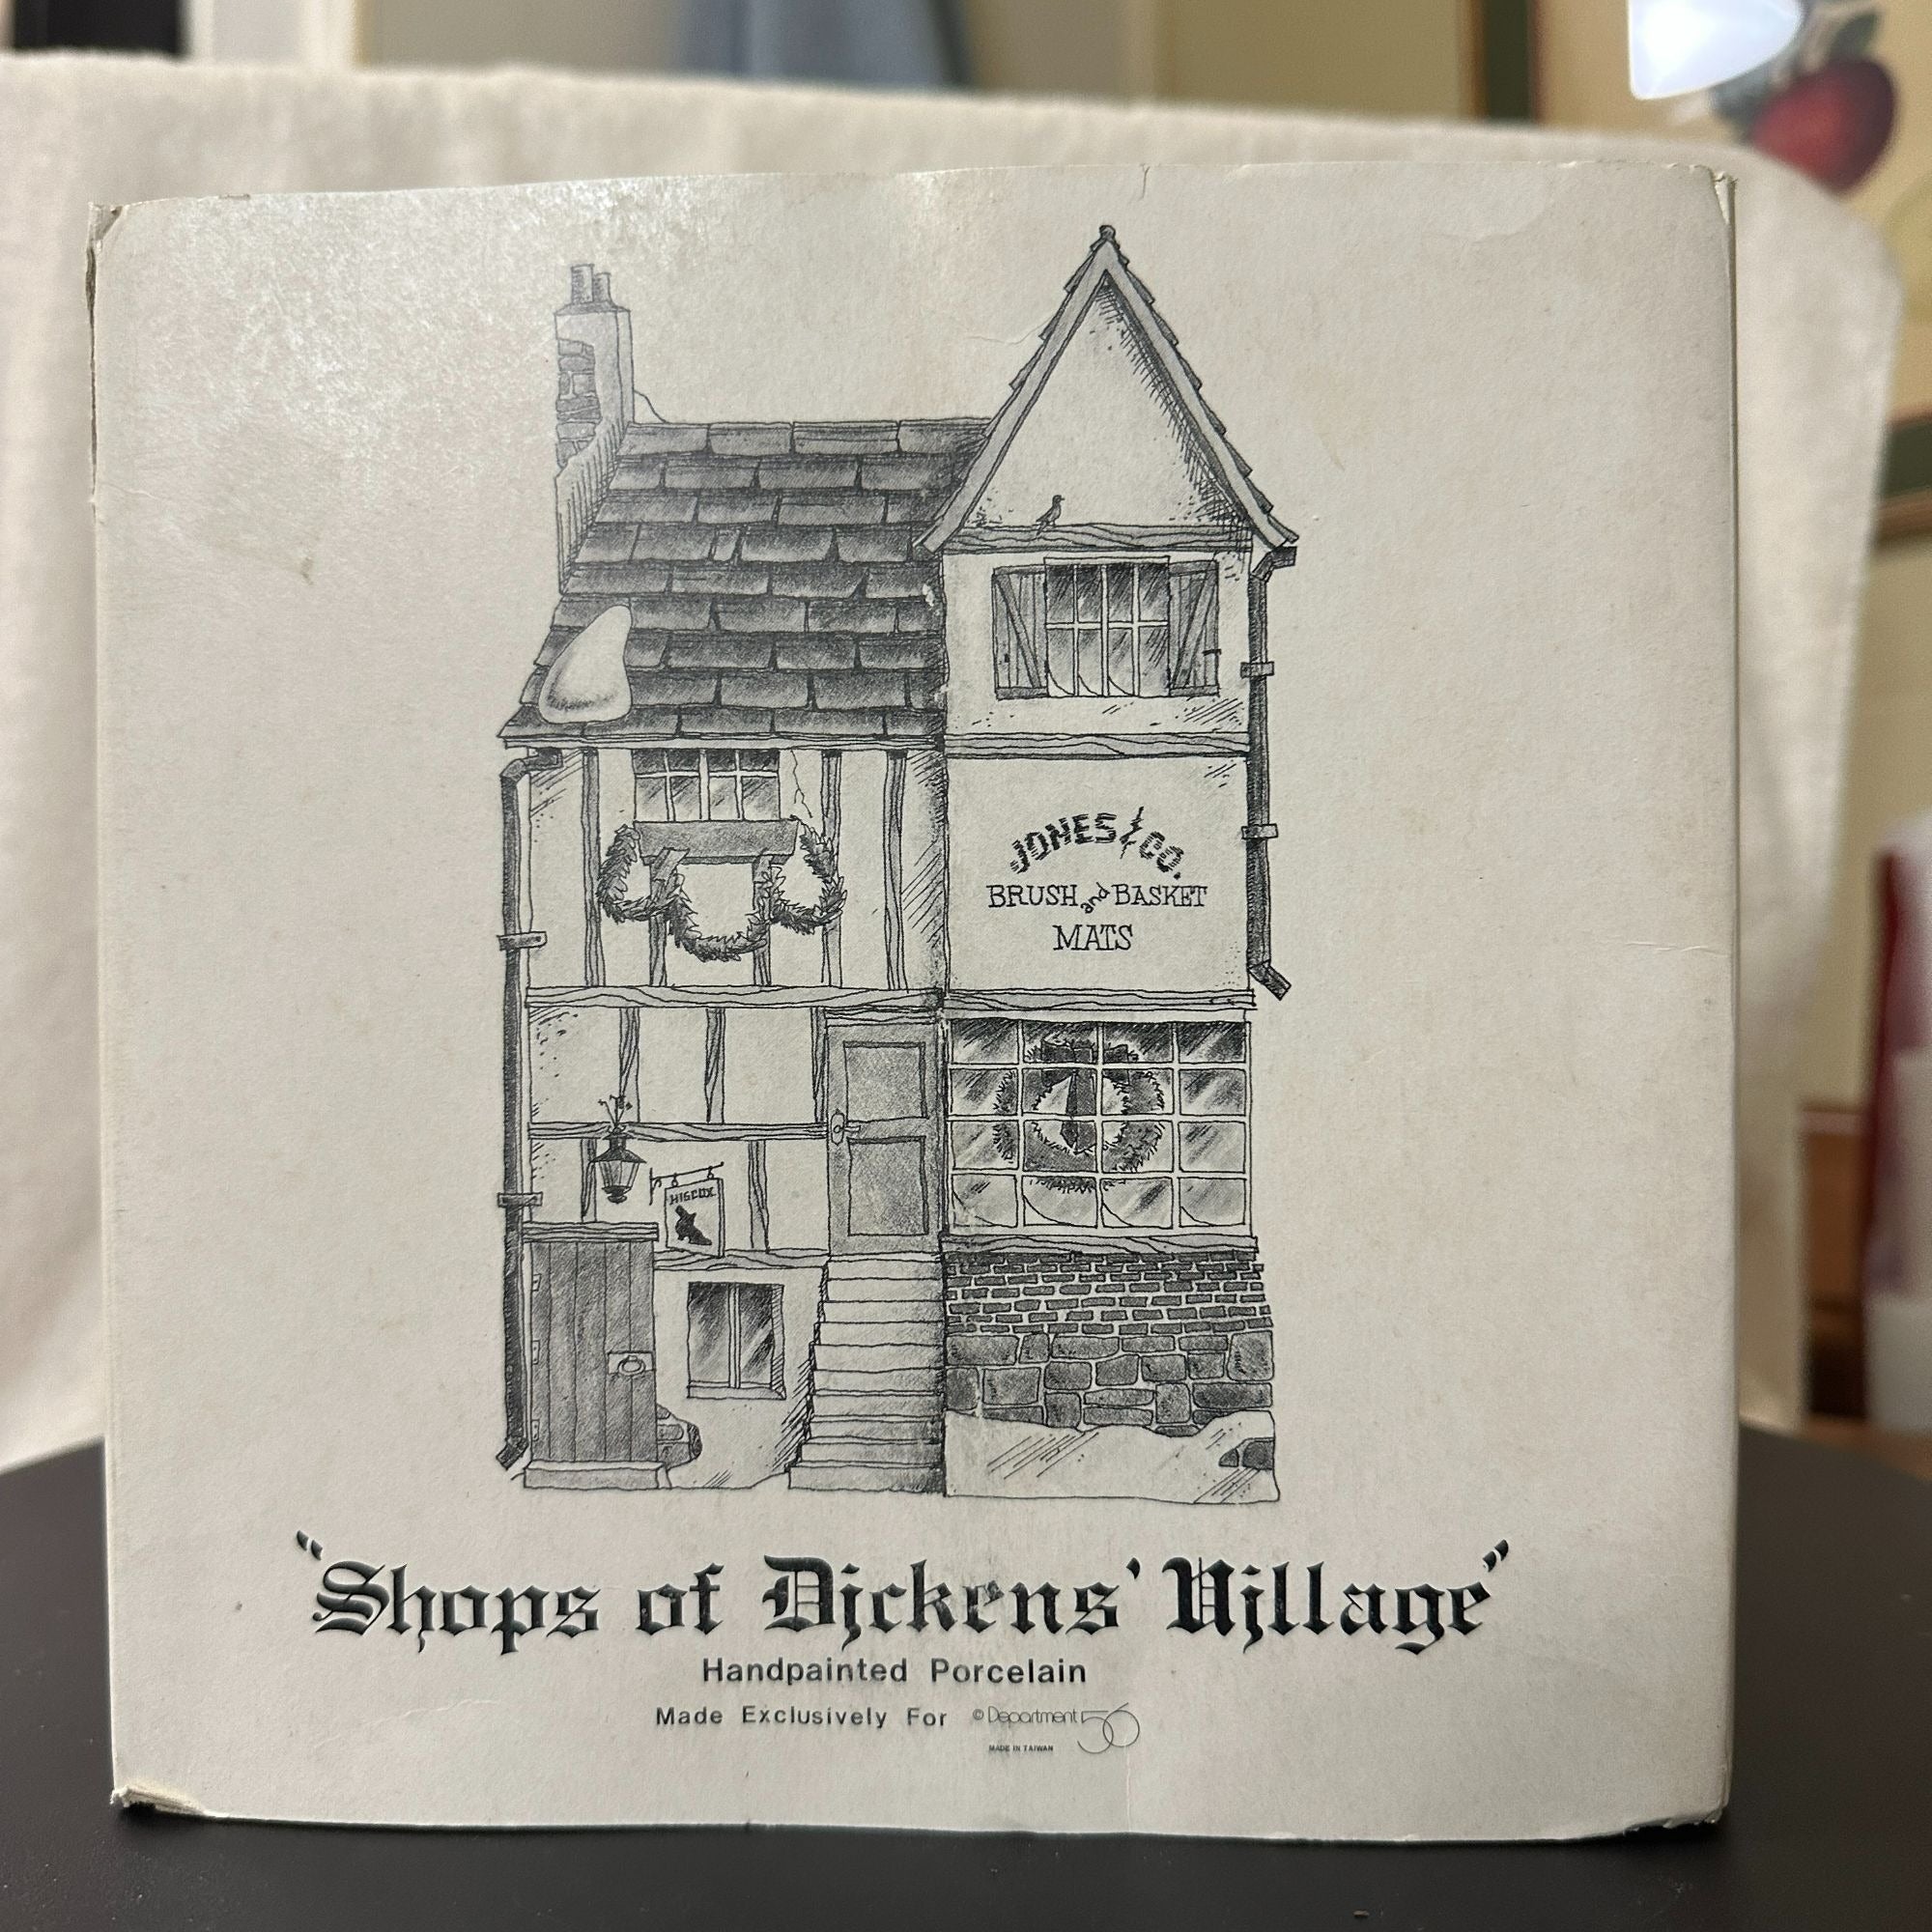 JONES & CO.
BRUSH and BASKET
MATS
HISCOX
"Shops of Dickens' Village"
Handpainted Porcelain
Made Exclusively For © Department 56
MADE IN TAIWAN